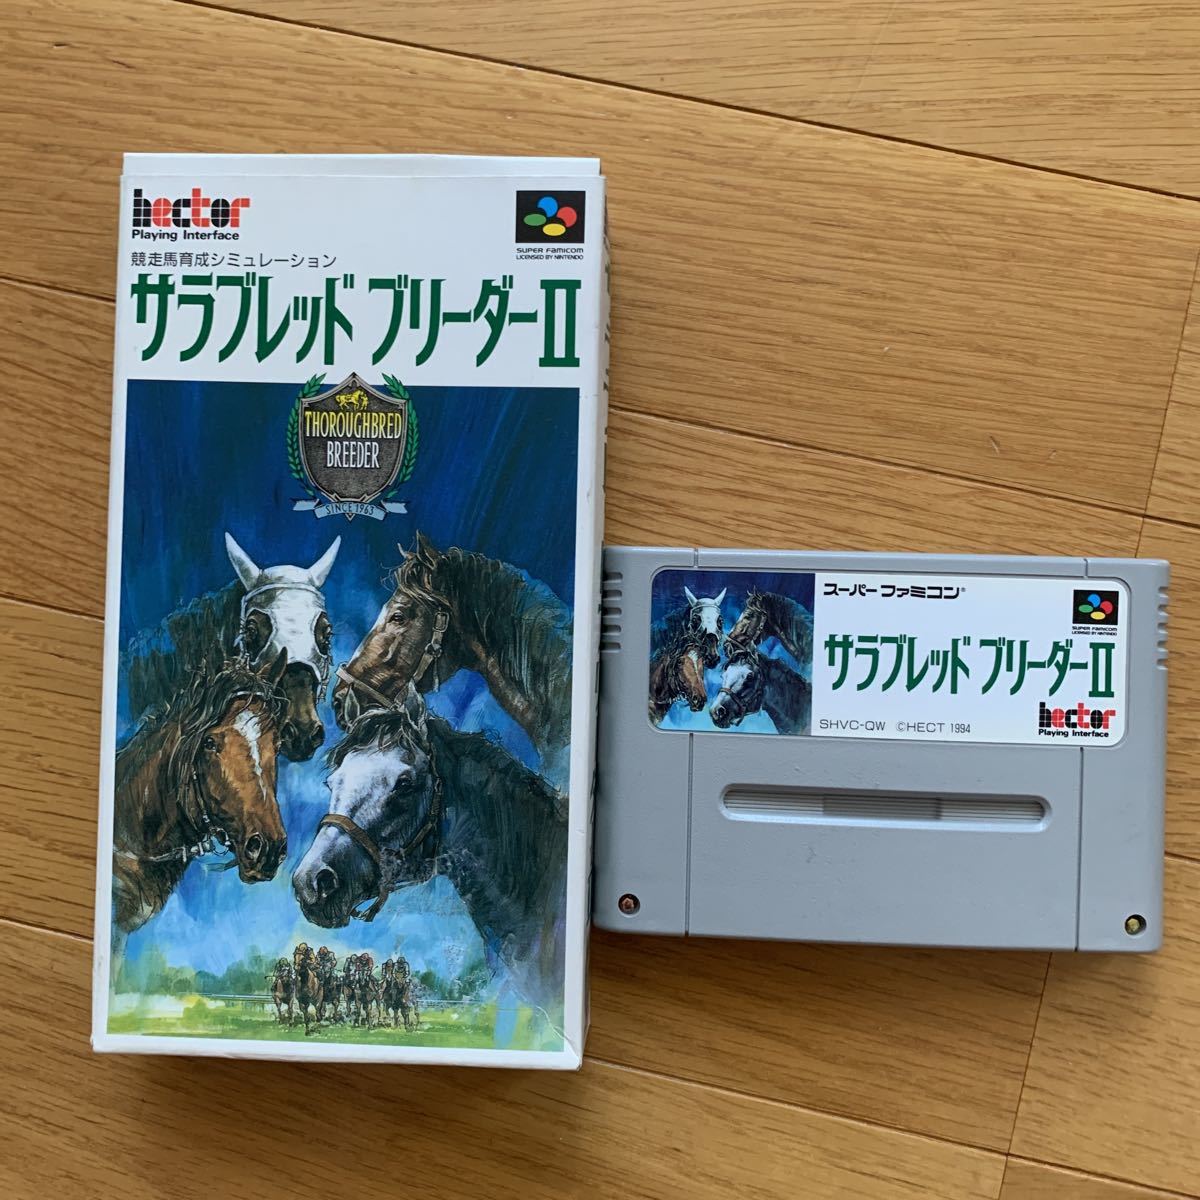 hector
Playing Interface
SUPER FAMICOM
LICENSED BY NINTENDO
競走馬育成シミュレーション
サラブレッド ブリーダーII
THOROUGHBRED
BREEDER
SINCE 1963
スーパーファミコン®
SUPER FAMICOM
LICENSED BY NINTENDO
サラブレッド ブリーダーII
SHVC-QW ©HECT 1994
hector
Playing Interface